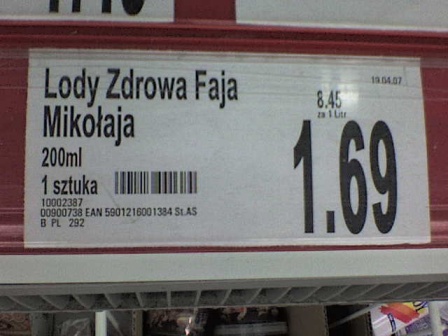 19.04.07
Lody Zdrowa Faja
Mikołaja
8.45
za 1 Litr
200ml
1 sztuka
1.69
10002387
00900738 EAN 5901216001384 St.AS
B PL 292